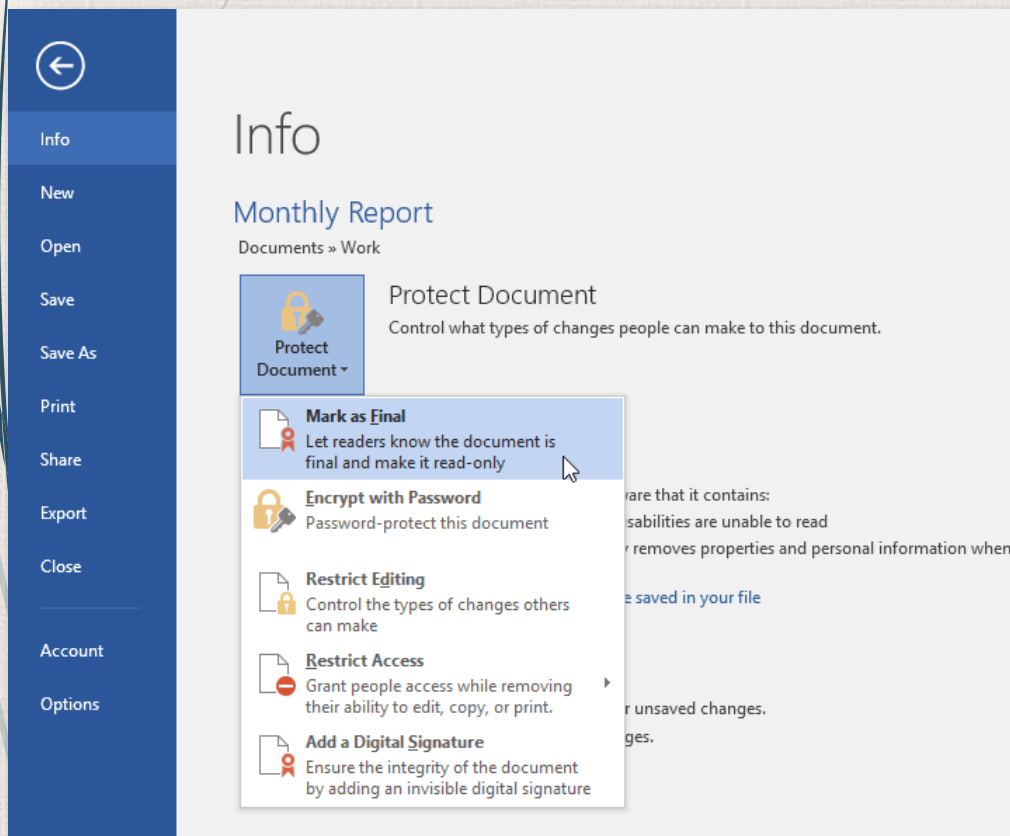 Info
New
Open
Save
Save As
Print
Share
Export
Close
Account
Options
Info
Monthly Report
Documents » Work
Protect
Document
Protect Document
Control what types of changes people can make to this document.
Mark as Final
Let readers know the document is
final and make it read-only
Encrypt with Password
Password-protect this document
Restrict Editing
Control the types of changes others
can make
Restrict Access
Grant people access while removing
their ability to edit, copy, or print.
Add a Digital Signature
Ensure the integrity of the document
by adding an invisible digital signature
that it contains:
are unable to read
removes properties and personal information when
saved in your file
unsaved changes.